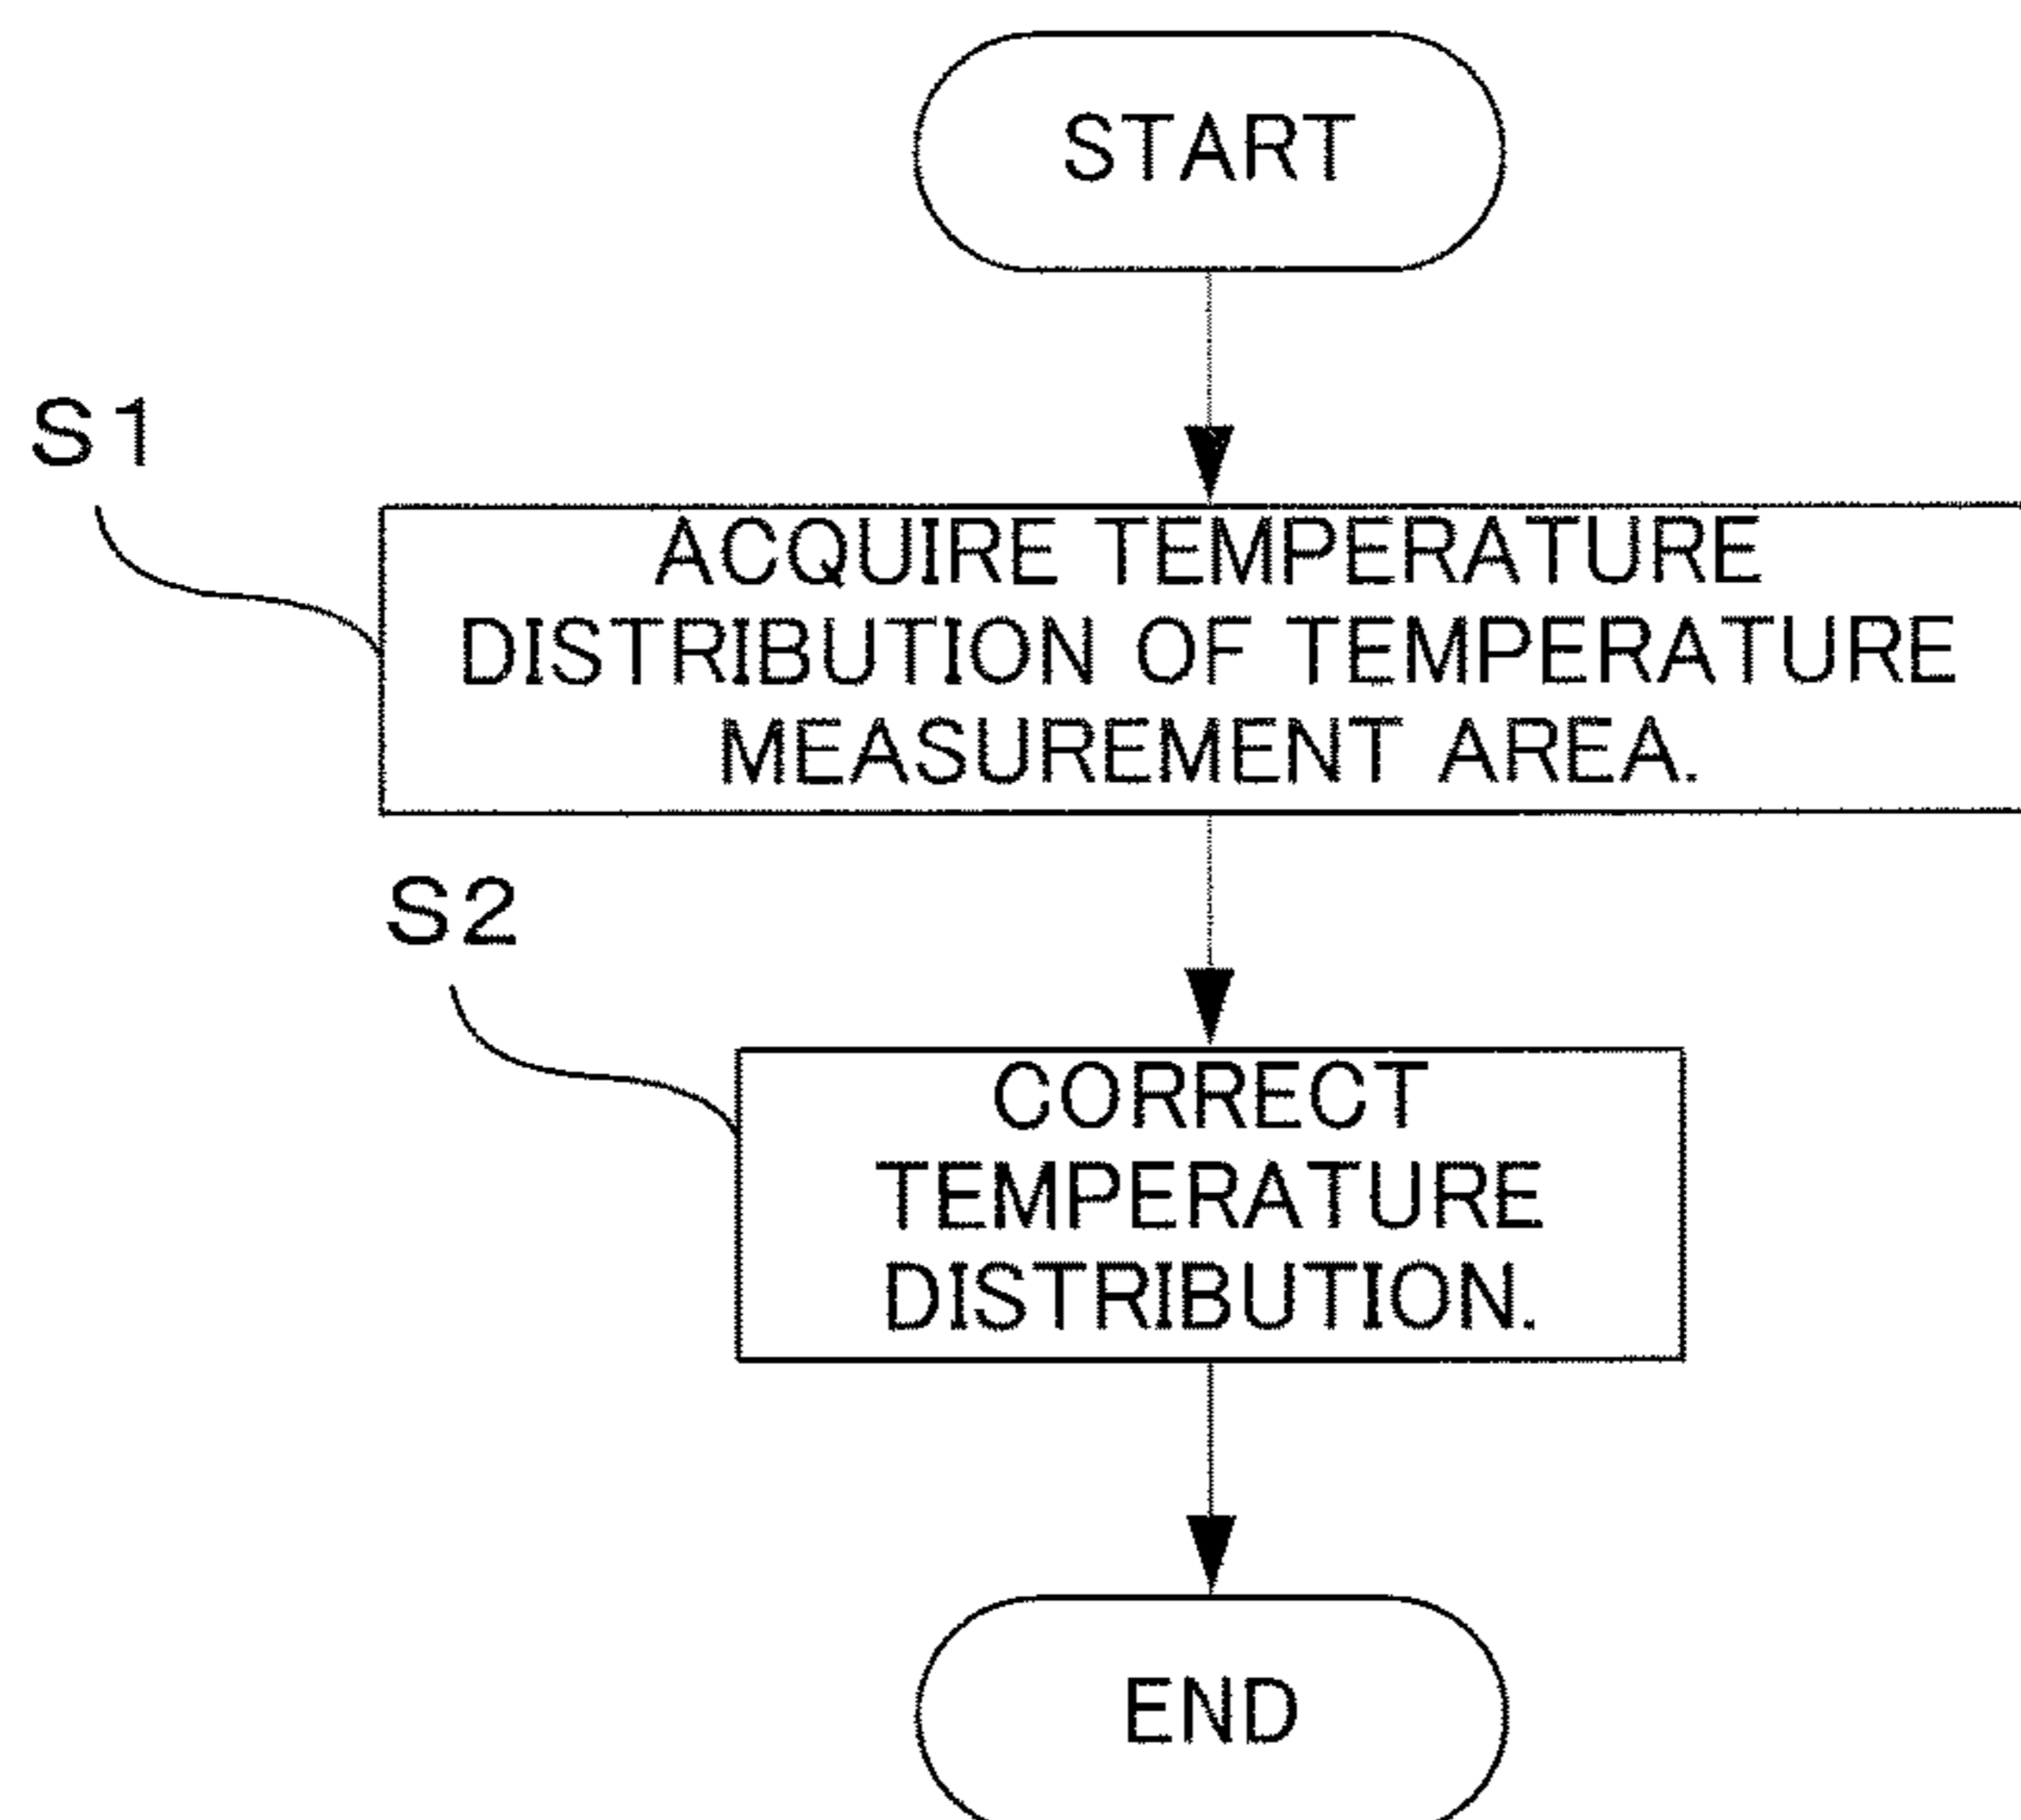 START
S1
ACQUIRE TEMPERATURE
DISTRIBUTION OF TEMPERATURE
MEASUREMENT AREA.
S2
CORRECT
TEMPERATURE
DISTRIBUTION.
END